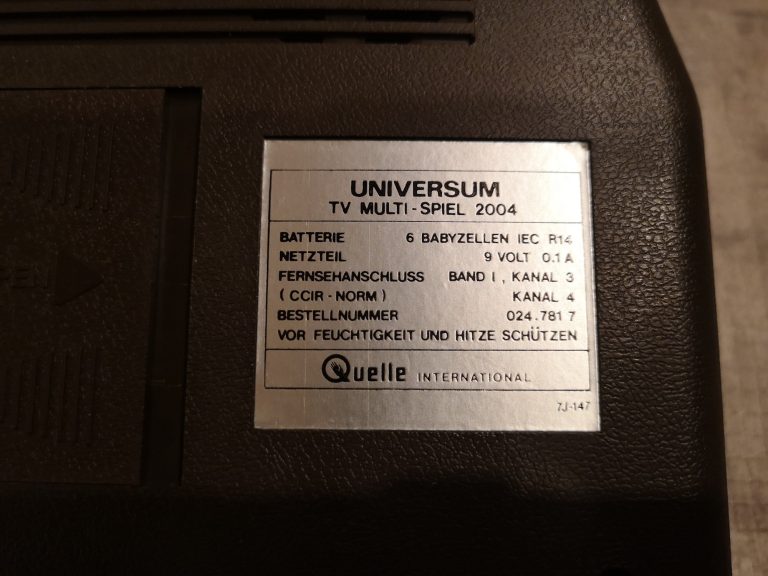 UNIVERSUM
TV MULTI-SPIEL 2004
BATTERIE 6 BABYZELLEN IEC R14
NETZTEIL 9 VOLT 0.1 A
FERNSEHANSCHLUSS BAND I, KANAL 3
(CCIR-NORM) KANAL 4
BESTELLNUMMER 024.781 7
VOR FEUCHTIGKEIT UND HITZE SCHÜTZEN
Quelle INTERNATIONAL
7J-147